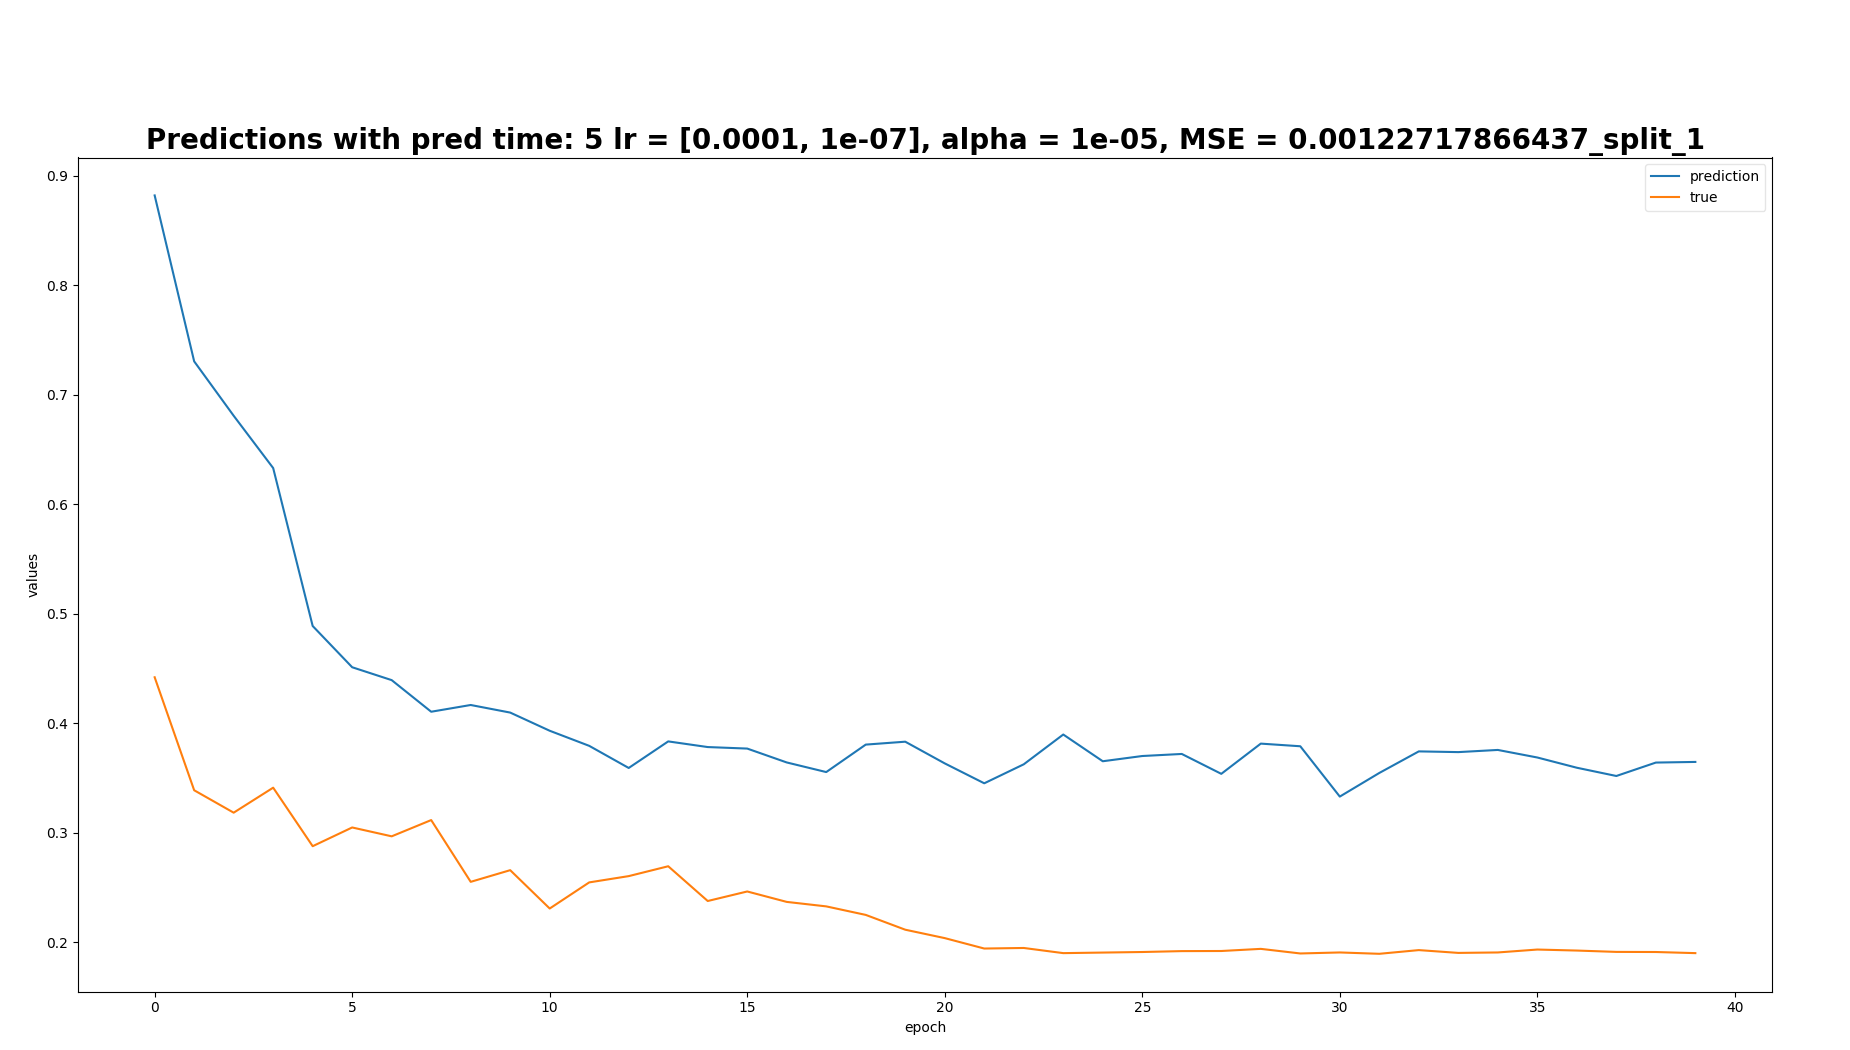 Predictions with pred time: 5 lr = [0.0001, 1e-07], alpha = 1e-05, MSE = 0.00122717866437_split_1
prediction
true
0.9
0.8
0.7
0.6
0.5
0.4
0.3
0.2
values
0 5 10 15 20 25 30 35 40
epoch